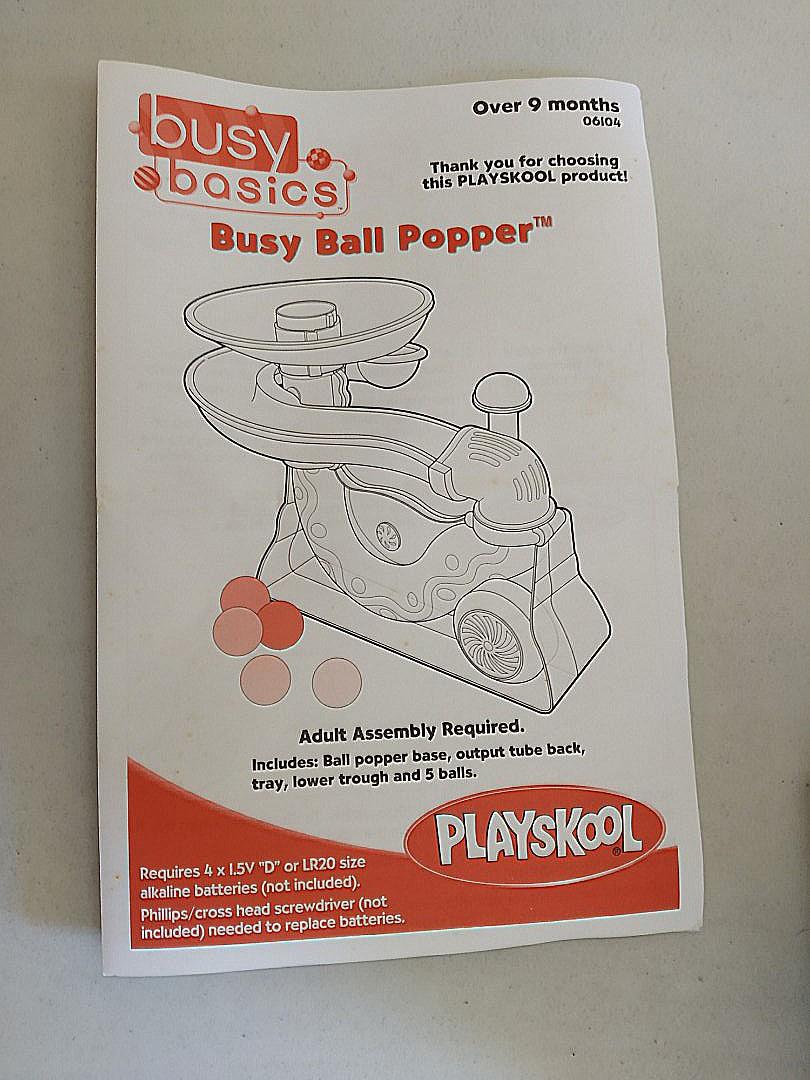 busy
basics™
Over 9 months
06104
Thank you for choosing
this PLAYSKOOL product!
Busy Ball Popper™
Adult Assembly Required.
Includes: Ball popper base, output tube back,
tray, lower trough and 5 balls.
PLAYSKOOL®
Requires 4 x 1.5V "D" or LR20 size
alkaline batteries (not included).
Phillips/cross head screwdriver (not
included) needed to replace batteries.